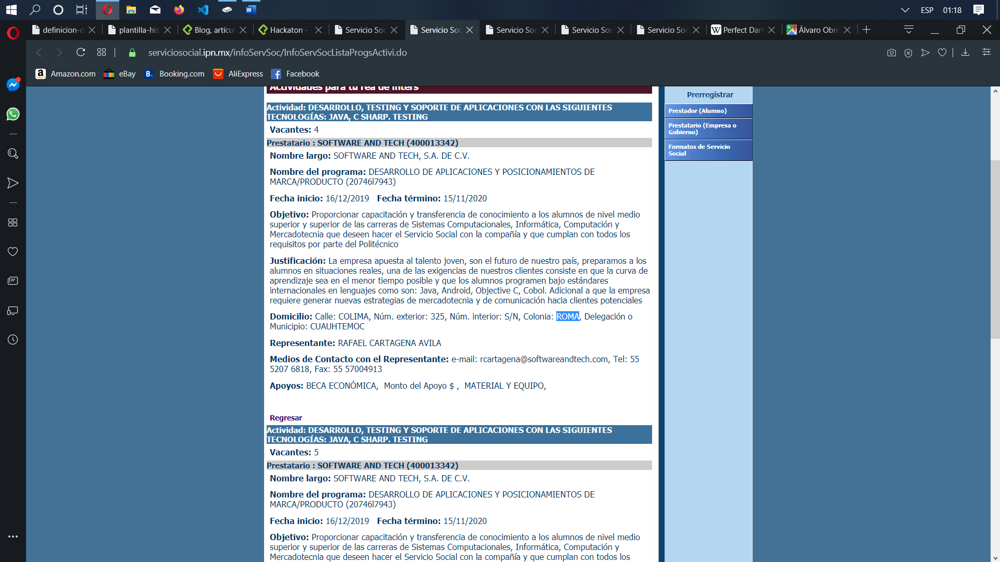 ESP 01:18
definicion-d
plantilla-his
Blog, artícu
Hackaton -
Servicio Soc
Servicio Soc
Servicio Soc
Servicio Soc
Servicio Soc
Perfect Dark
Álvaro Obre
serviciosocial.ipn.mx/infoServSoc/InfoServSocListaProgsActivi.do
Amazon.com eBay Booking.com AliExpress Facebook
Actividades para tu rea de inters
Actividad: DESARROLLO, TESTING Y SOPORTE DE APLICACIONES CON LAS SIGUIENTES
TECNOLOGÍAS: JAVA, C SHARP. TESTING
Vacantes: 4
Prestatario : SOFTWARE AND TECH (400013342)
Nombre largo: SOFTWARE AND TECH, S.A. DE C.V.
Nombre del programa: DESARROLLO DE APLICACIONES Y POSICIONAMIENTOS DE
MARCA/PRODUCTO (20746l7943)
Fecha inicio: 16/12/2019 Fecha término: 15/11/2020
Objetivo: Proporcionar capacitación y transferencia de conocimiento a los alumnos de nivel medio
superior y superior de las carreras de Sistemas Computacionales, Informática, Computación y
Mercadotecnia que deseen hacer el Servicio Social con la compañía y que cumplan con todos los
requisitos por parte del Politécnico
Justificación: La empresa apuesta al talento joven, son el futuro de nuestro país, preparamos a los
alumnos en situaciones reales, una de las exigencias de nuestros clientes consiste en que la curva de
aprendizaje sea en el menor tiempo posible y que los alumnos programen bajo estándares
internacionales en lenguajes como son: Java, Android, Objective C, Cobol. Adicional a que la empresa
requiere generar nuevas estrategias de mercadotecnia y de comunicación hacia clientes potenciales
Domicilio: Calle: COLIMA, Núm. exterior: 325, Núm. interior: S/N, Colonia: ROMA, Delegación o
Municipio: CUAUHTEMOC
Representante: RAFAEL CARTAGENA AVILA
Medios de Contacto con el Representante: e-mail: rcartagena@softwareandtech.com, Tel: 55
5207 6818, Fax: 55 57004913
Apoyos: BECA ECONÓMICA, Monto del Apoyo $ , MATERIAL Y EQUIPO,
Regresar
Actividad: DESARROLLO, TESTING Y SOPORTE DE APLICACIONES CON LAS SIGUIENTES
TECNOLOGÍAS: JAVA, C SHARP. TESTING
Vacantes: 5
Prestatario : SOFTWARE AND TECH (400013342)
Nombre largo: SOFTWARE AND TECH, S.A. DE C.V.
Nombre del programa: DESARROLLO DE APLICACIONES Y POSICIONAMIENTOS DE
MARCA/PRODUCTO (20746l7943)
Fecha inicio: 16/12/2019 Fecha término: 15/11/2020
Objetivo: Proporcionar capacitación y transferencia de conocimiento a los alumnos de nivel medio
superior y superior de las carreras de Sistemas Computacionales, Informática, Computación y
Mercadotecnia que deseen hacer el Servicio Social con la compañía y que cumplan con todos los
Prerregistrar
Prestador (Alumno)
Prestatario (Empresa o
Gobierno)
Formatos de Servicio
Social